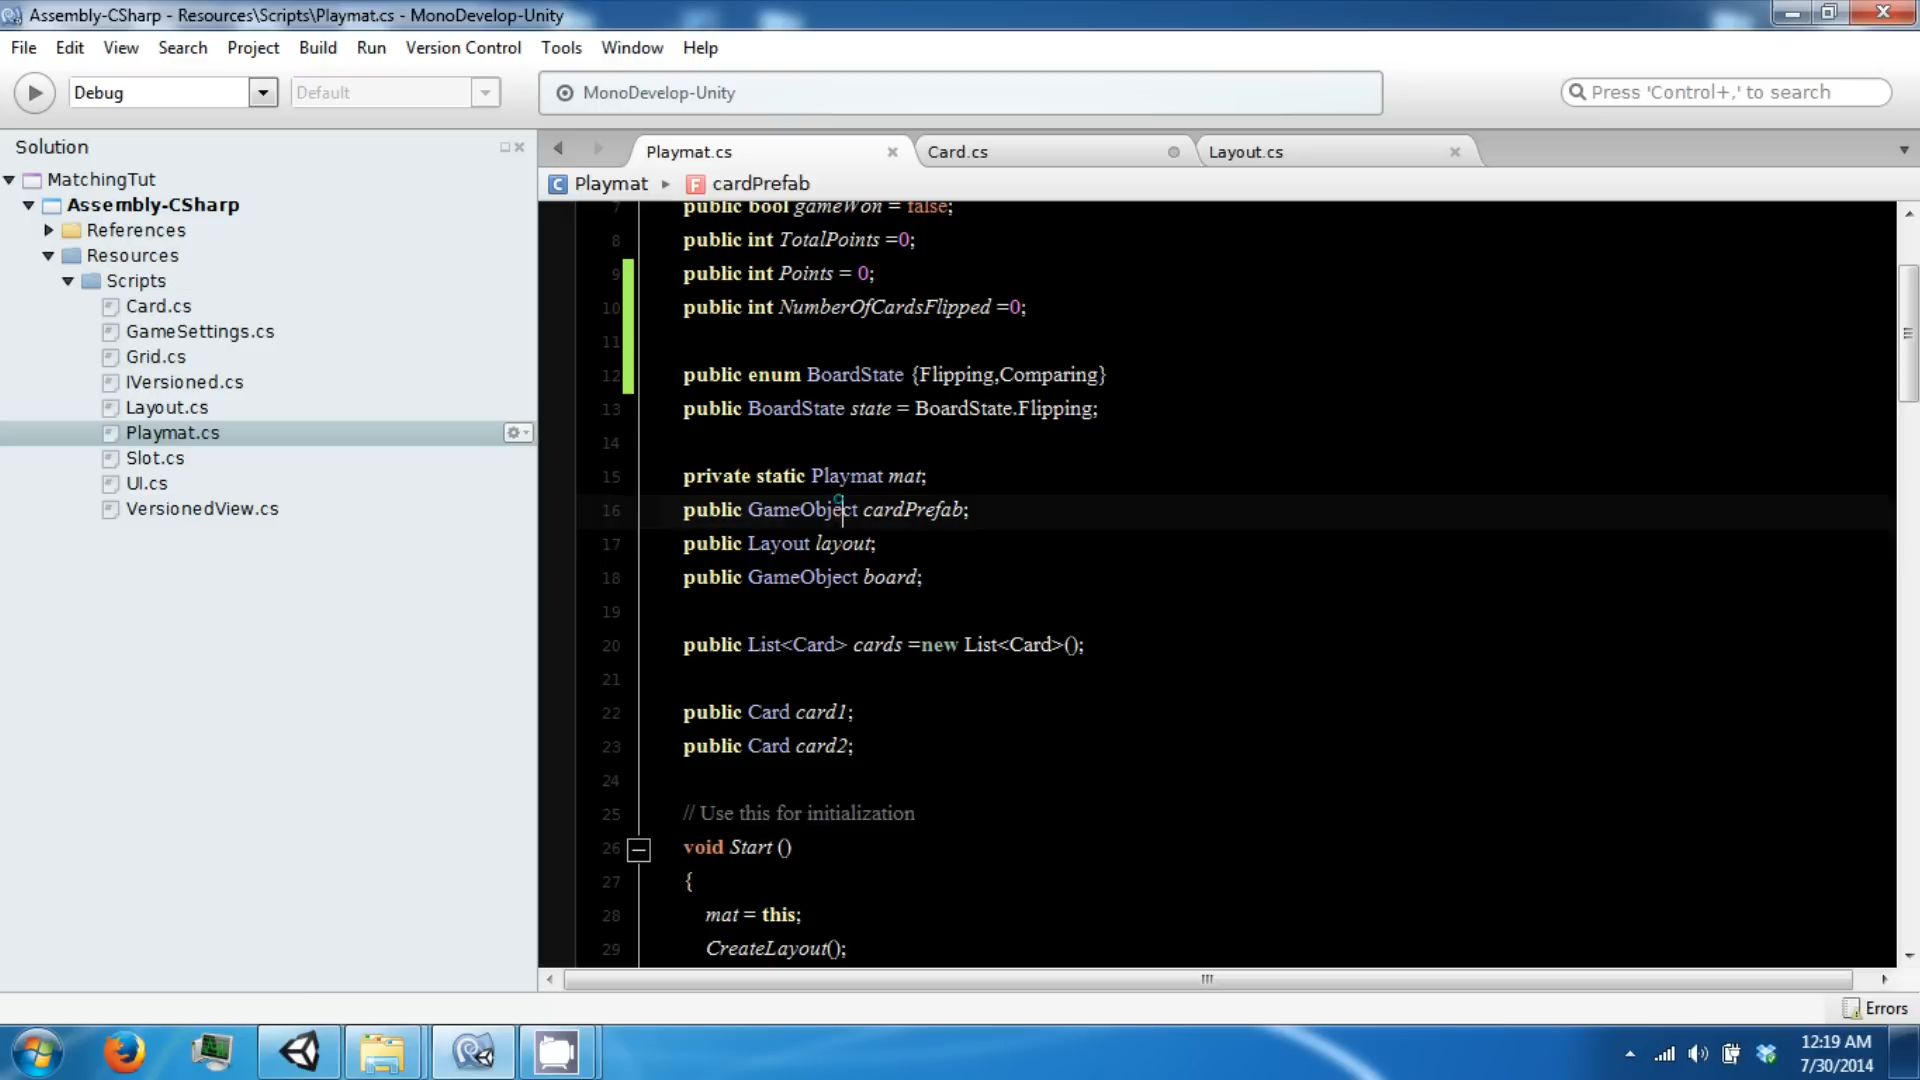 Assembly-CSharp - Resources\Scripts\Playmat.cs - MonoDevelop-Unity
File Edit View Search Project Build Run Version Control Tools Window Help
Debug Default MonoDevelop-Unity Press 'Control+,' to search
Solution
MatchingTut
Assembly-CSharp
References
Resources
Scripts
Card.cs
GameSettings.cs
Grid.cs
IVersioned.cs
Layout.cs
Playmat.cs
Slot.cs
UI.cs
VersionedView.cs
Playmat.cs Card.cs Layout.cs
C Playmat F cardPrefab
7 public bool gameWon = false;
8 public int TotalPoints =0;
9 public int Points = 0;
10 public int NumberOfCardsFlipped =0;
11
12 public enum BoardState {Flipping,Comparing}
13 public BoardState state = BoardState.Flipping;
14
15 private static Playmat mat;
16 public GameObject cardPrefab;
17 public Layout layout;
18 public GameObject board;
19
20 public List<Card> cards =new List<Card>();
21
22 public Card card1;
23 public Card card2;
24
25 // Use this for initialization
26 void Start ()
27 {
28 mat = this;
29 CreateLayout();
Errors
12:19 AM
7/30/2014